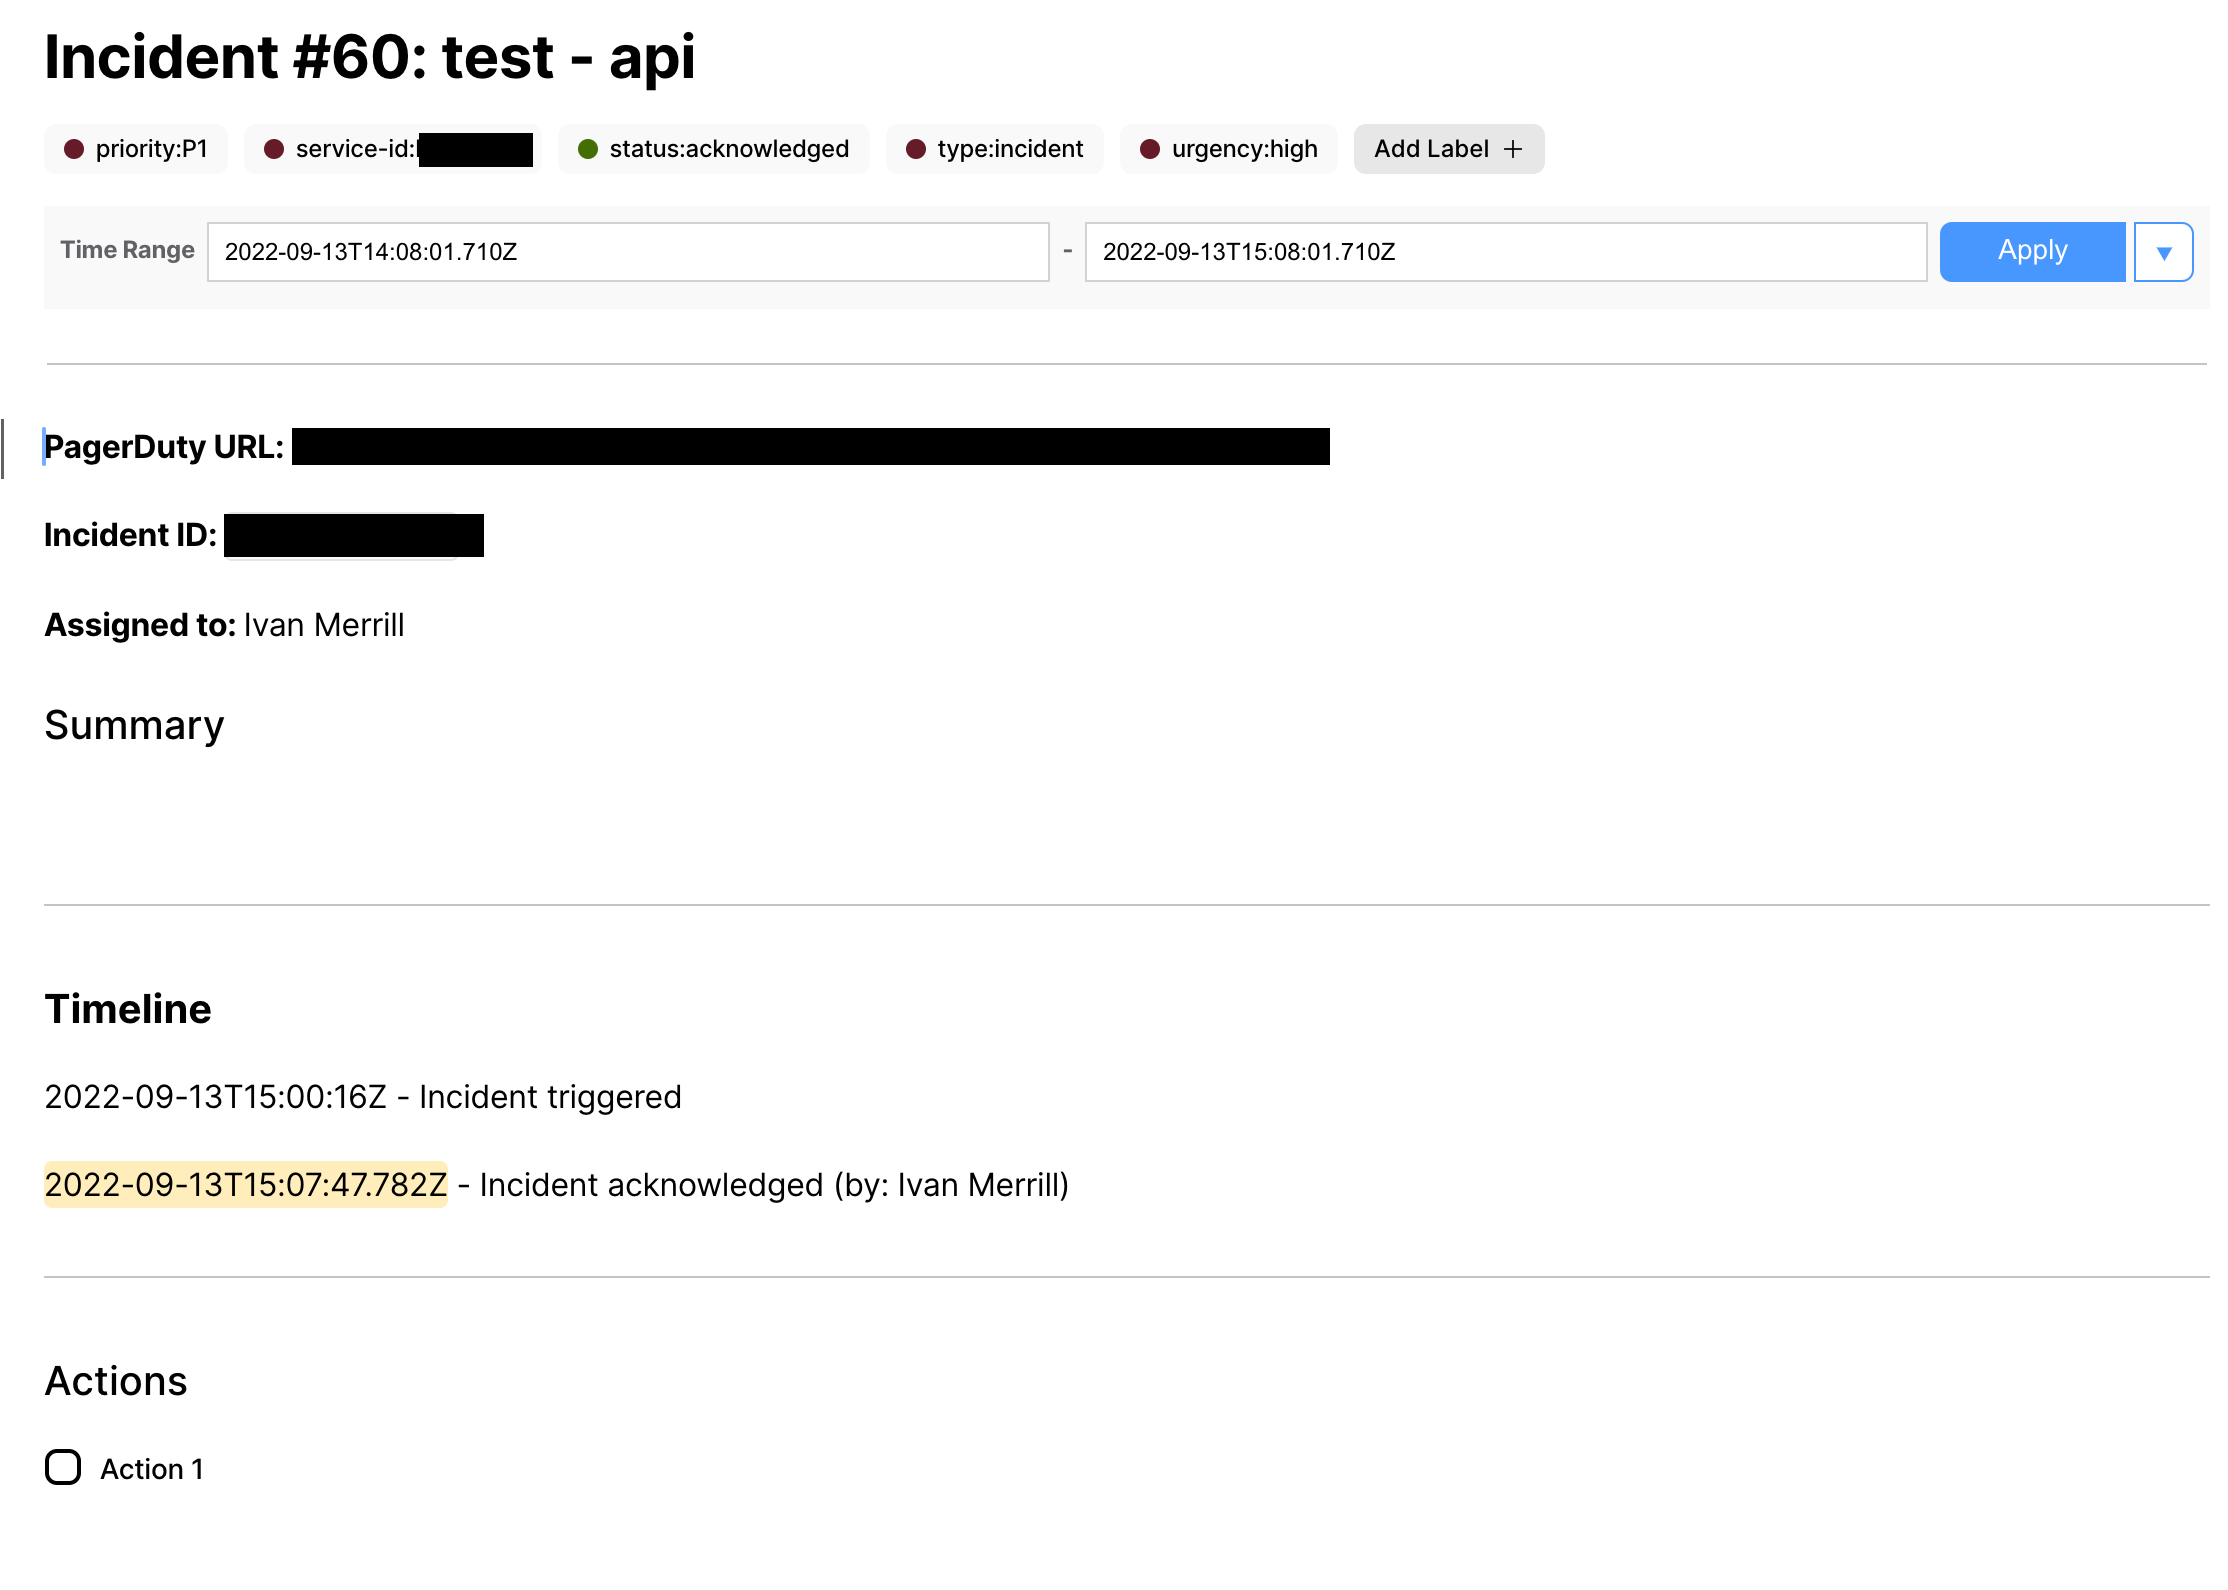 Incident #60: test - api
priority:P1 service-id: status:acknowledged type:incident urgency:high Add Label +
Time Range 2022-09-13T14:08:01.710Z - 2022-09-13T15:08:01.710Z Apply ▼
PagerDuty URL:
Incident ID:
Assigned to: Ivan Merrill
Summary
Timeline
2022-09-13T15:00:16Z - Incident triggered
2022-09-13T15:07:47.782Z - Incident acknowledged (by: Ivan Merrill)
Actions
Action 1